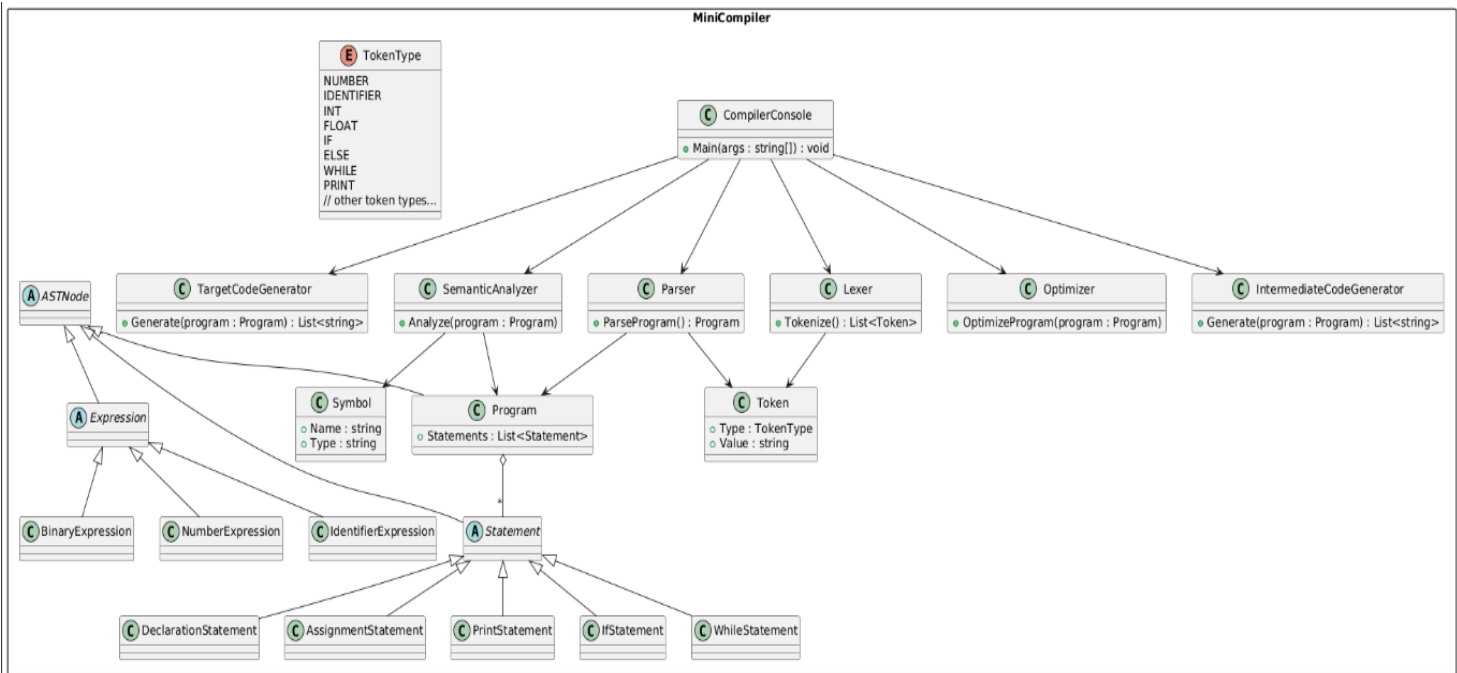 MiniCompiler
E TokenType
NUMBER
IDENTIFIER
INT
FLOAT
IF
ELSE
WHILE
PRINT
// other token types...
C CompilerConsole
Main(args : string[]) : void
A ASTNode
C TargetCodeGenerator
Generate(program : Program) : List<string>
C SemanticAnalyzer
Analyze(program : Program)
C Parser
ParseProgram() : Program
C Lexer
Tokenize() : List<Token>
C Optimizer
OptimizeProgram(program : Program)
C IntermediateCodeGenerator
Generate(program : Program) : List<string>
A Expression
C Symbol
Name : string
Type : string
C Program
Statements : List<Statement>
C Token
Type : TokenType
Value : string
*
C BinaryExpression
C NumberExpression
C IdentifierExpression
A Statement
C DeclarationStatement
C AssignmentStatement
C PrintStatement
C IfStatement
C WhileStatement